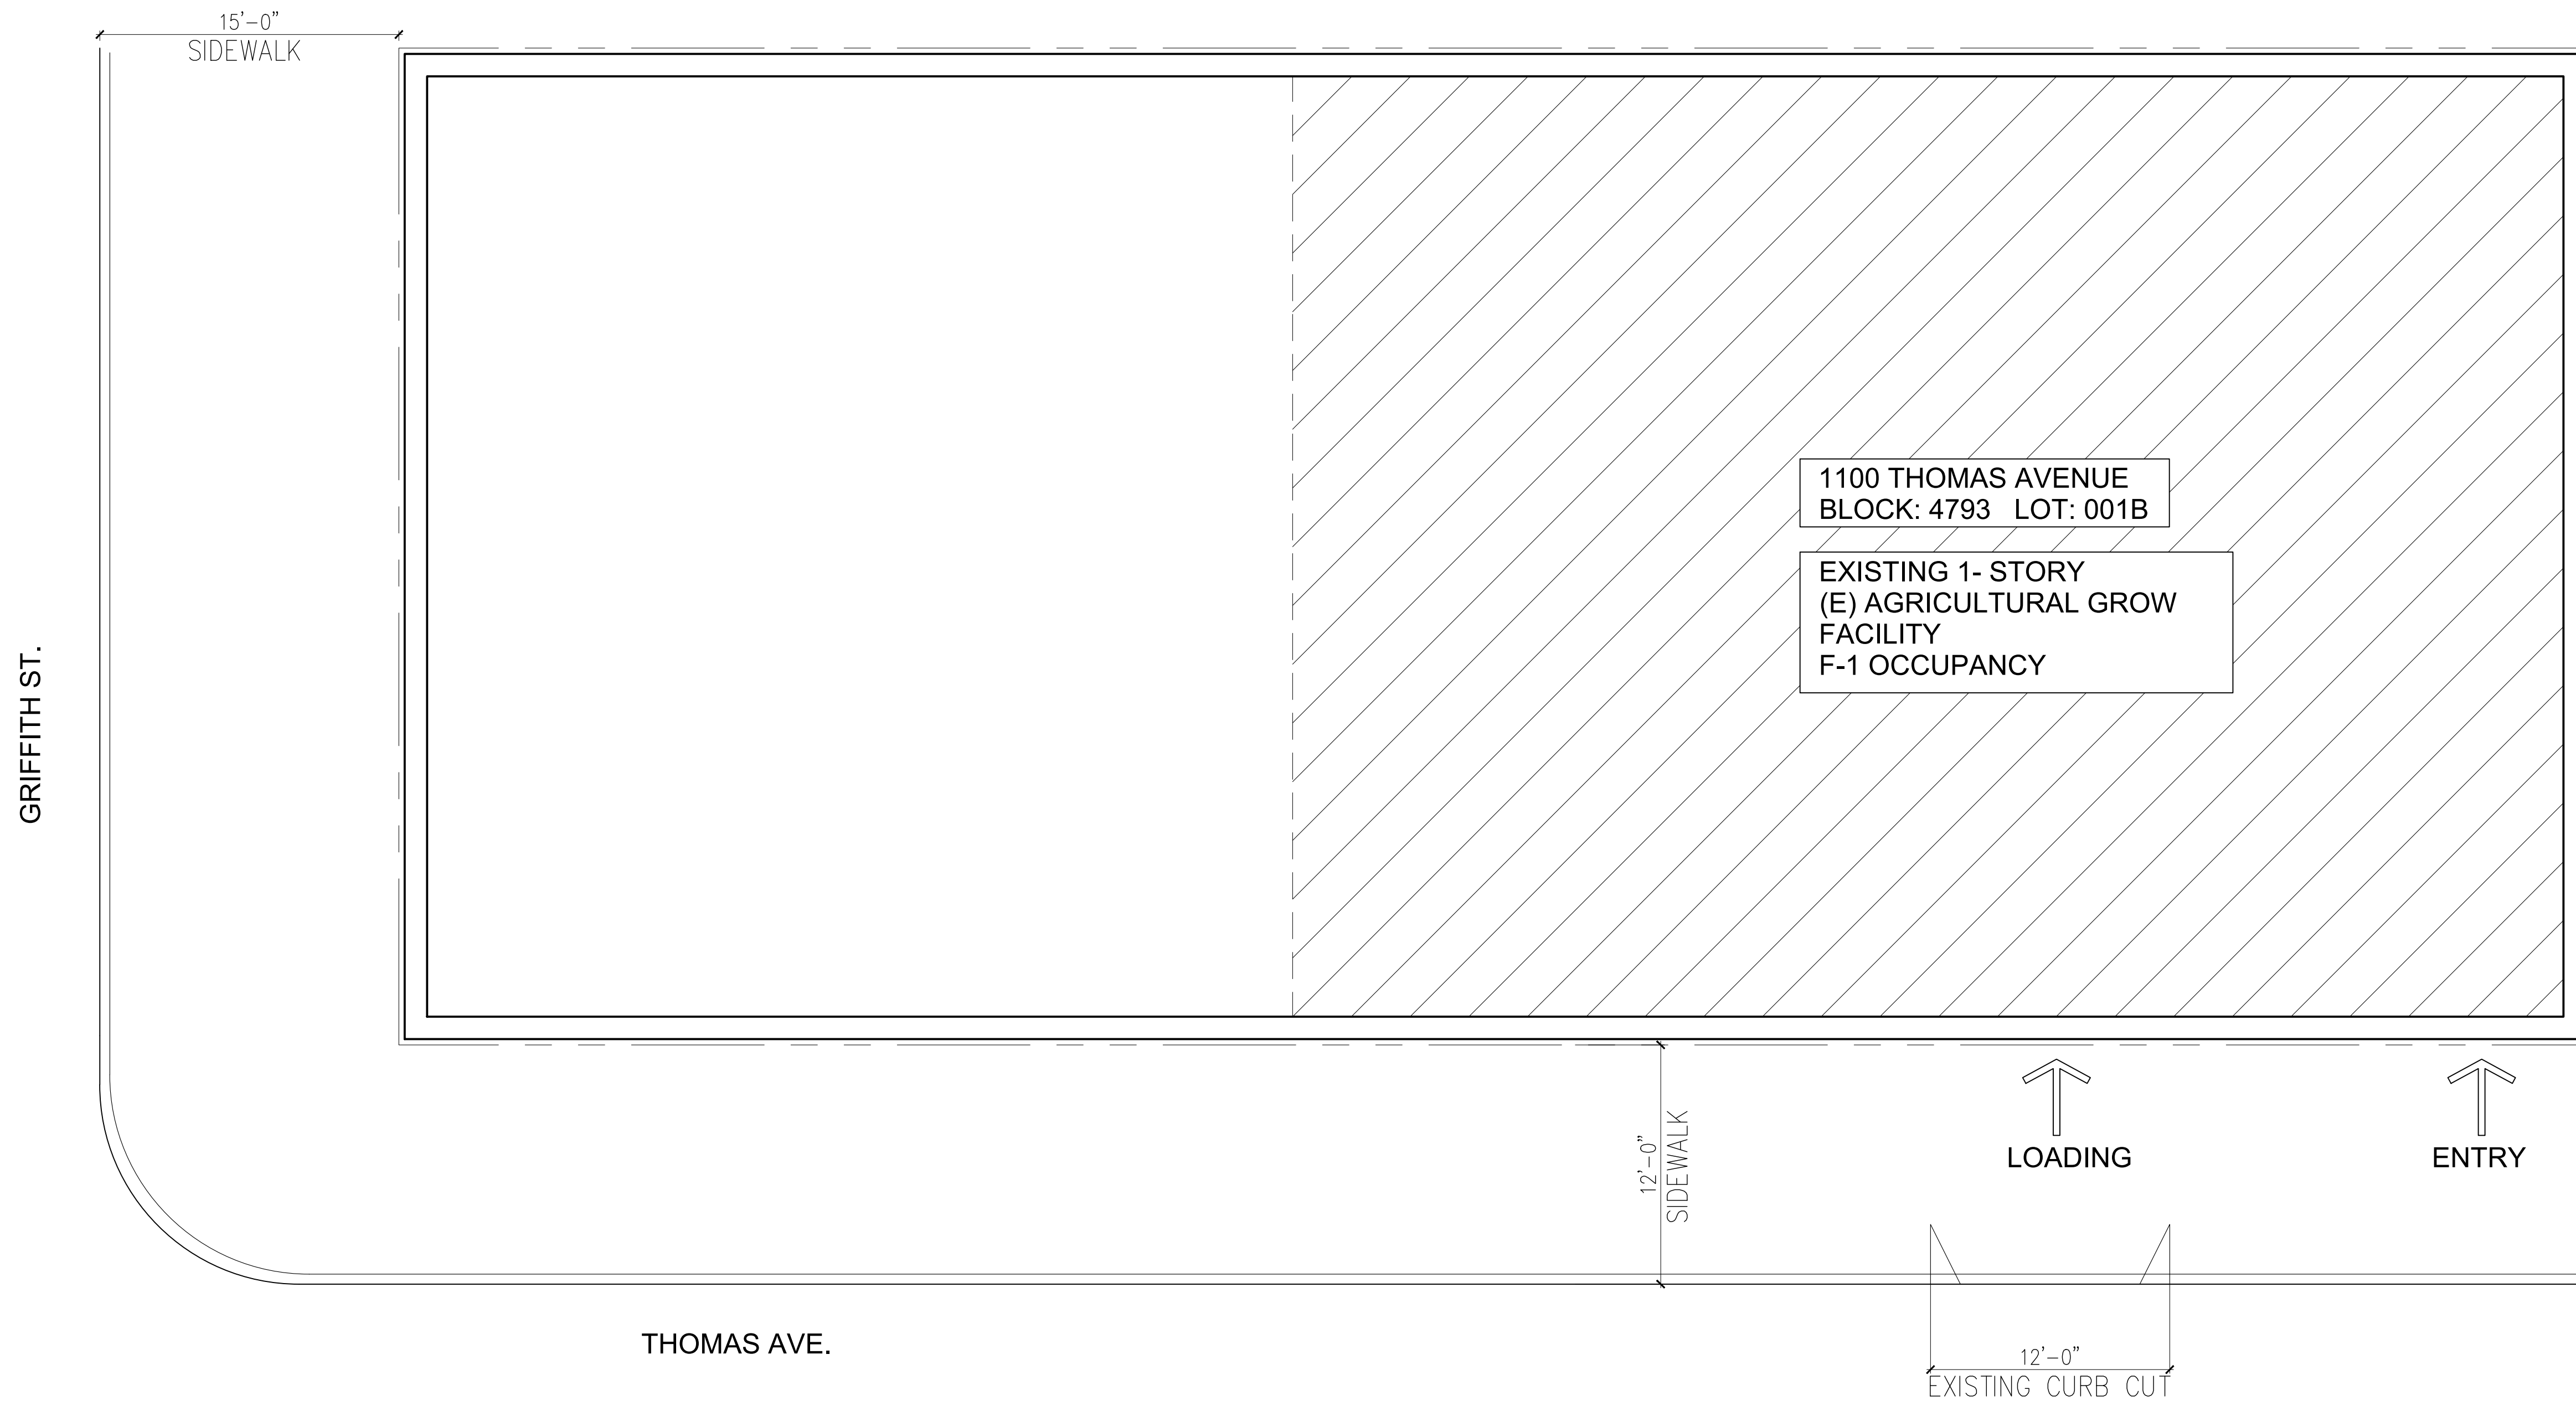 15'-0"
SIDEWALK
1100 THOMAS AVENUE
BLOCK: 4793 LOT: 001B
EXISTING 1- STORY
(E) AGRICULTURAL GROW
FACILITY
F-1 OCCUPANCY
GRIFFITH ST.
12'-0"
SIDEWALK
LOADING
ENTRY
THOMAS AVE.
12'-0"
EXISTING CURB CUT